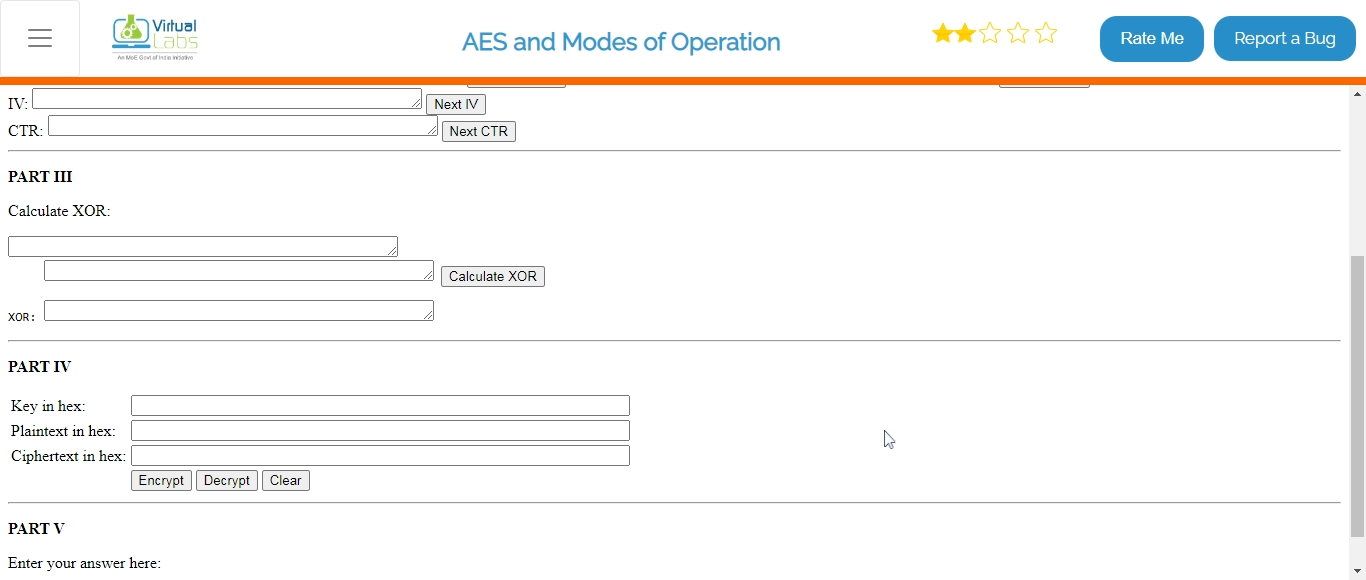 Virtual
Labs
An MoE Govt of India Initiative
AES and Modes of Operation
Rate Me
Report a Bug
IV:
Next IV
CTR:
Next CTR
PART III
Calculate XOR:
Calculate XOR
XOR:
PART IV
Key in hex:
Plaintext in hex:
Ciphertext in hex:
Encrypt Decrypt Clear
PART V
Enter your answer here: